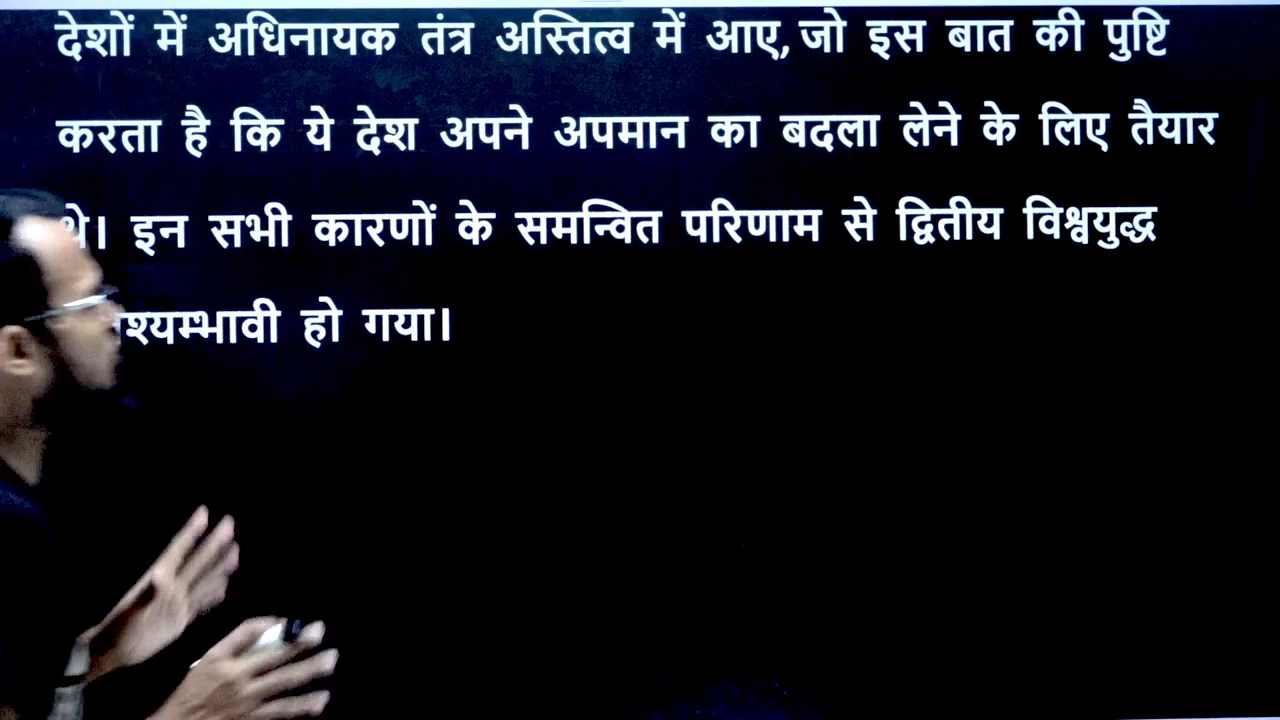 देशों में अधिनायक तंत्र अस्तित्व में आए, जो इस बात की पुष्टि
करता है कि ये देश अपने अपमान का बदला लेने के लिए तैयार
थे। इन सभी कारणों के समन्वित परिणाम से द्वितीय विश्वयुद्ध
हो गया।